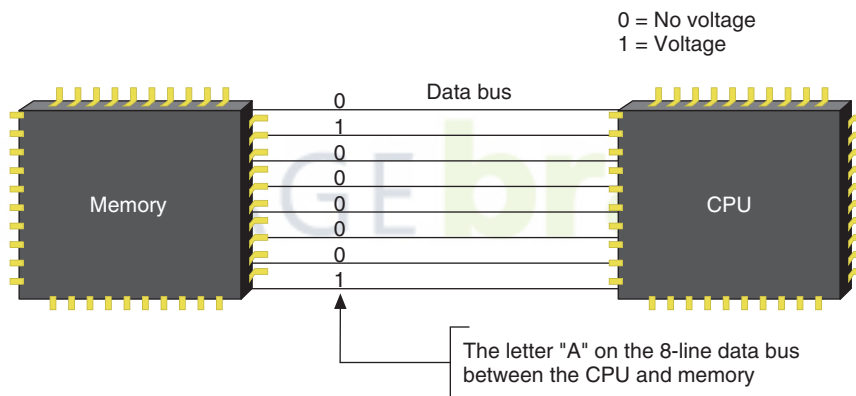 0 = No voltage
1 = Voltage
Data bus
0
1
0
0
0
0
0
1
Memory
CPU
The letter "A" on the 8-line data bus
between the CPU and memory